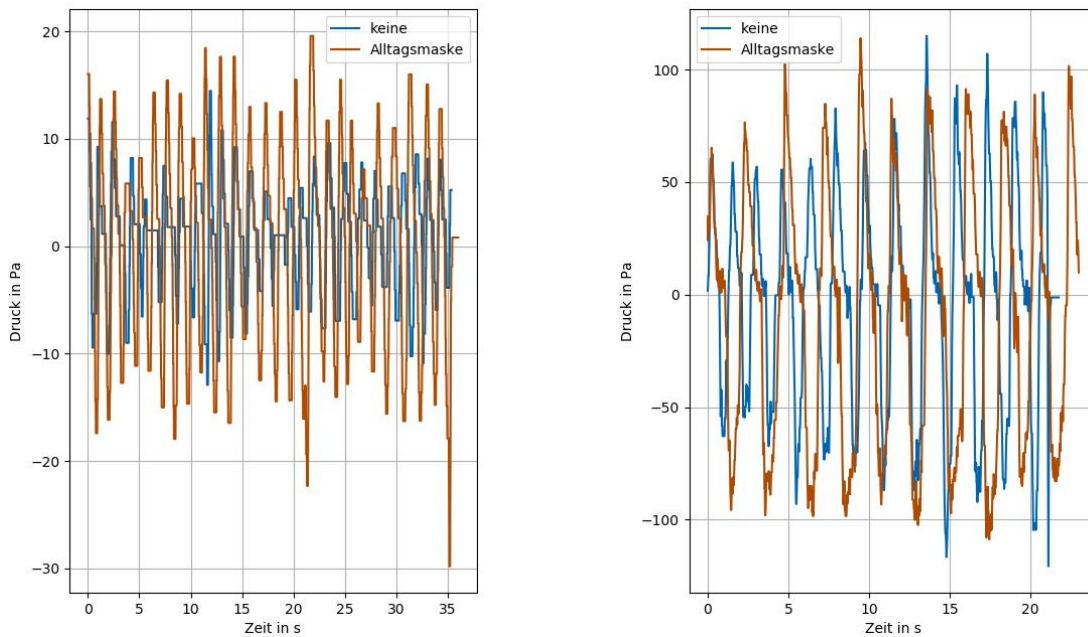 20
10
0
−10
−20
−30
Druck in Pa
0 5 10 15 20 25 30 35
Zeit in s
keine
Alltagsmaske
100
50
0
−50
−100
Druck in Pa
0 5 10 15 20
Zeit in s
keine
Alltagsmaske